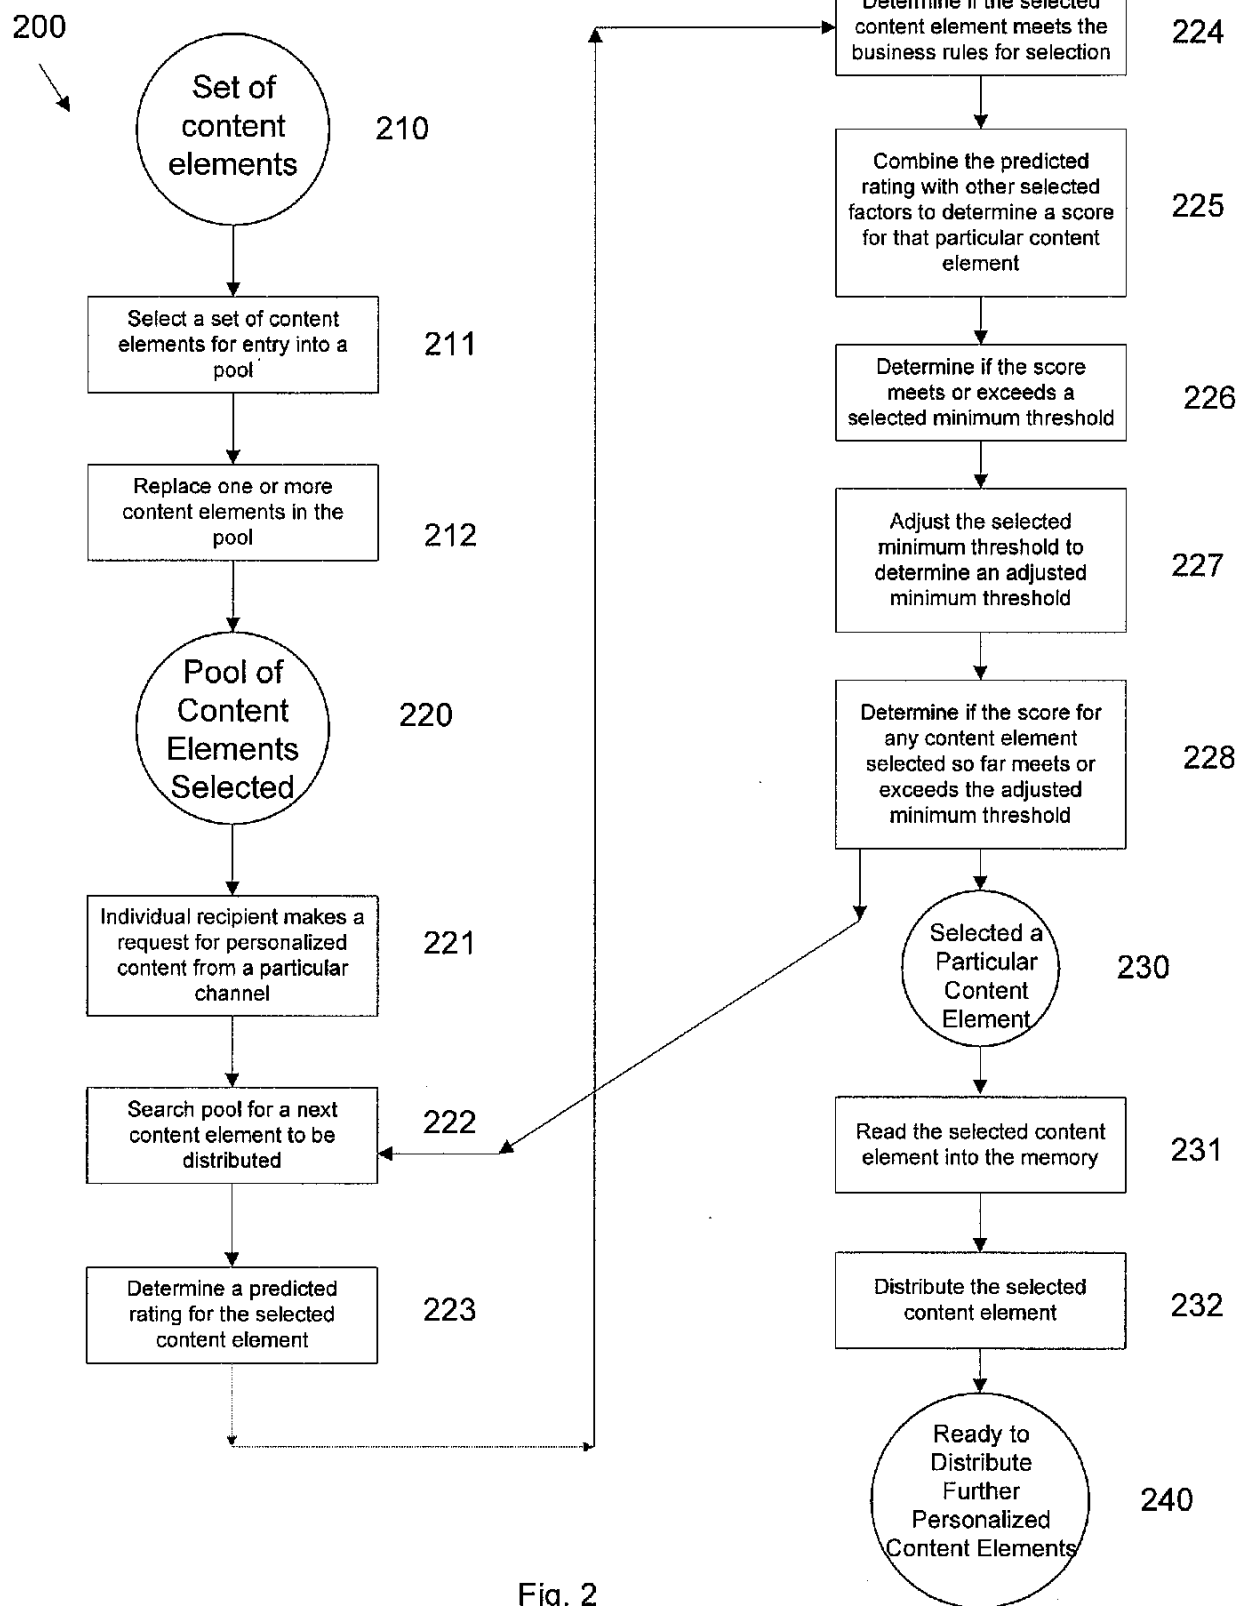 200
Set of
content
elements
210
Select a set of content
elements for entry into a
pool
211
Replace one or more
content elements in the
pool
212
Pool of
Content
Elements
Selected
220
Individual recipient makes a
request for personalized
content from a particular
channel
221
Search pool for a next
content element to be
distributed
222
Determine a predicted
rating for the selected
content element
223
Determine if the selected
content element meets the
business rules for selection
224
Combine the predicted
rating with other selected
factors to determine a score
for that particular content
element
225
Determine if the score
meets or exceeds a
selected minimum threshold
226
Adjust the selected
minimum threshold to
determine an adjusted
minimum threshold
227
Determine if the score for
any content element
selected so far meets or
exceeds the adjusted
minimum threshold
228
Selected a
Particular
Content
Element
230
Read the selected content
element into the memory
231
Distribute the selected
content element
232
Ready to
Distribute
Further
Personalized
Content Elements
240
Fig. 2